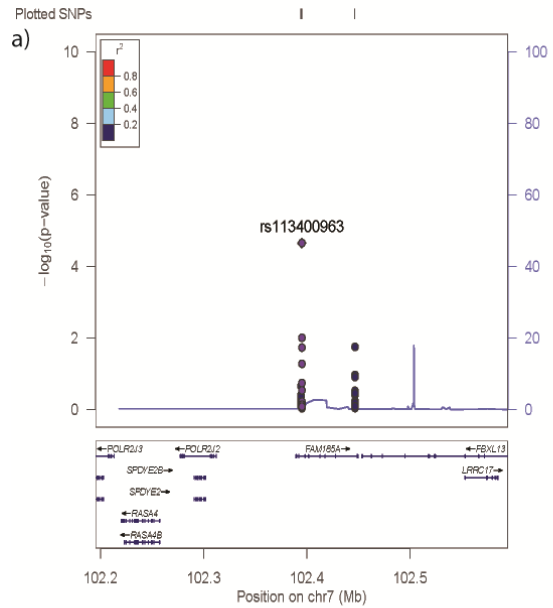 Plotted SNPs
a)
r²
0.8
0.6
0.4
0.2
rs113400963
10
8
6
4
2
0
− log₁₀(p−value)
100
80
60
40
20
0
POLR2J3
POLR2J2
FAM185A
FBXL13
SPDYE2B
LRRC17
SPDYE2
RASA4
RASA4B
102.2
102.3
102.4
102.5
Position on chr7 (Mb)